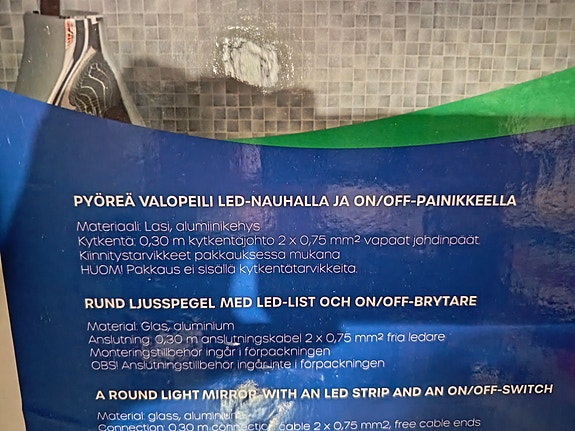 PYÖREÄ VALOPEILI LED-NAUHALLA JA ON/OFF-PAINIKKEELLA
Materiaali: Lasi, alumiinikehys
Kytkentä: 0,30 m kytkentäjohto 2 x 0,75 mm² vapaat johdinpäät
Kiinnitystarvikkeet pakkauksessa mukana
HUOM! Pakkaus ei sisällä kytkentätarvikkeita.
RUND LJUSSPEGEL MED LED-LIST OCH ON/OFF-BRYTARE
Material: Glas, aluminium
Anslutning: 0,30 m anslutningskabel 2 x 0,75 mm² fria ledare
Monteringstillbehör ingår i förpackningen
OBS! Anslutningstillbehör ingår inte i förpackningen
A ROUND LIGHT MIRROR WITH AN LED STRIP AND AN ON/OFF-SWITCH
Material: glass, aluminium
Connection: 0,30 m connection cable 2 x 0,75 mm2, free cable ends